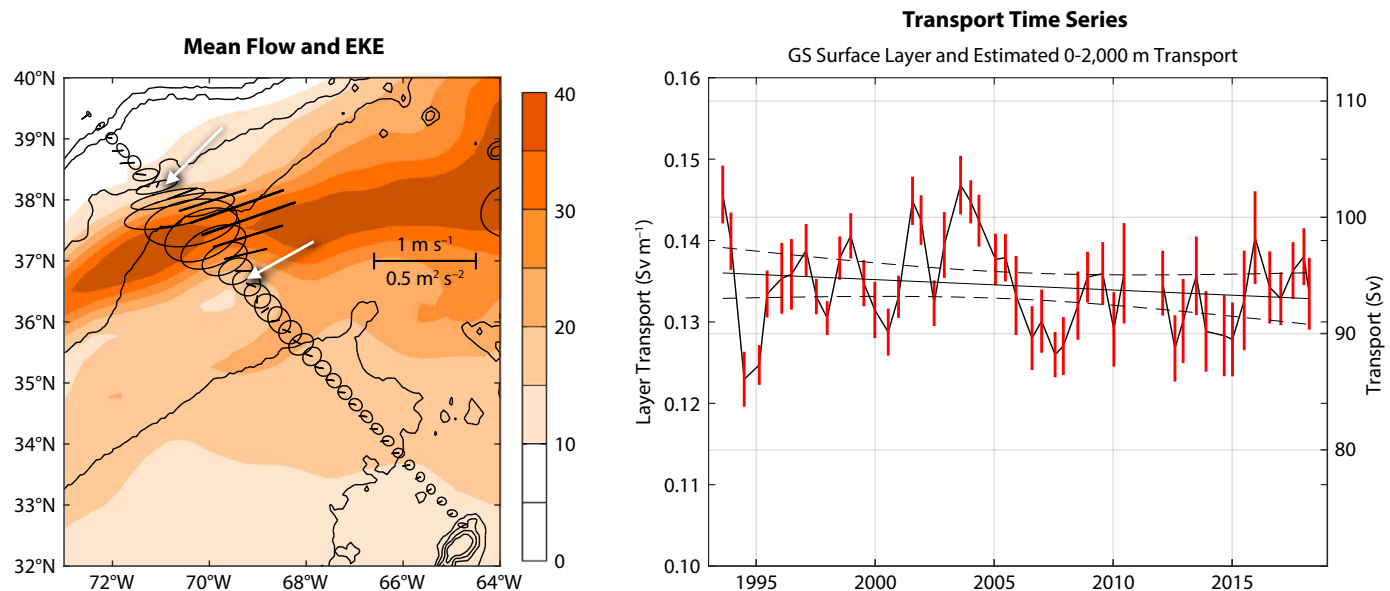 Mean Flow and EKE
40°N
39°N
38°N
37°N
36°N
35°N
34°N
33°N
32°N
72°W
70°W
68°W
66°W
64°W
1 m s⁻¹
0.5 m² s⁻²
40
30
20
10
0
Transport Time Series
GS Surface Layer and Estimated 0-2,000 m Transport
Layer Transport (Sv m⁻¹)
0.16
0.15
0.14
0.13
0.12
0.11
0.10
1995
2000
2005
2010
2015
110
100
90
80
Transport (Sv)